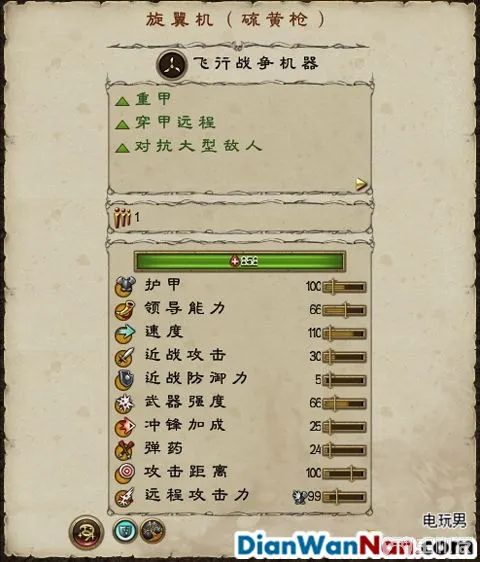 旋翼机（硫黄枪）
飞行战争机器
重甲
穿甲远程
对抗大型敌人
1
858
护甲 100
领导能力 66
速度 110
近战攻击 30
近战防御力 5
武器强度 66
冲锋加成 25
弹药 24
攻击距离 100
远程攻击力 99
电玩男
DianWanNan.com